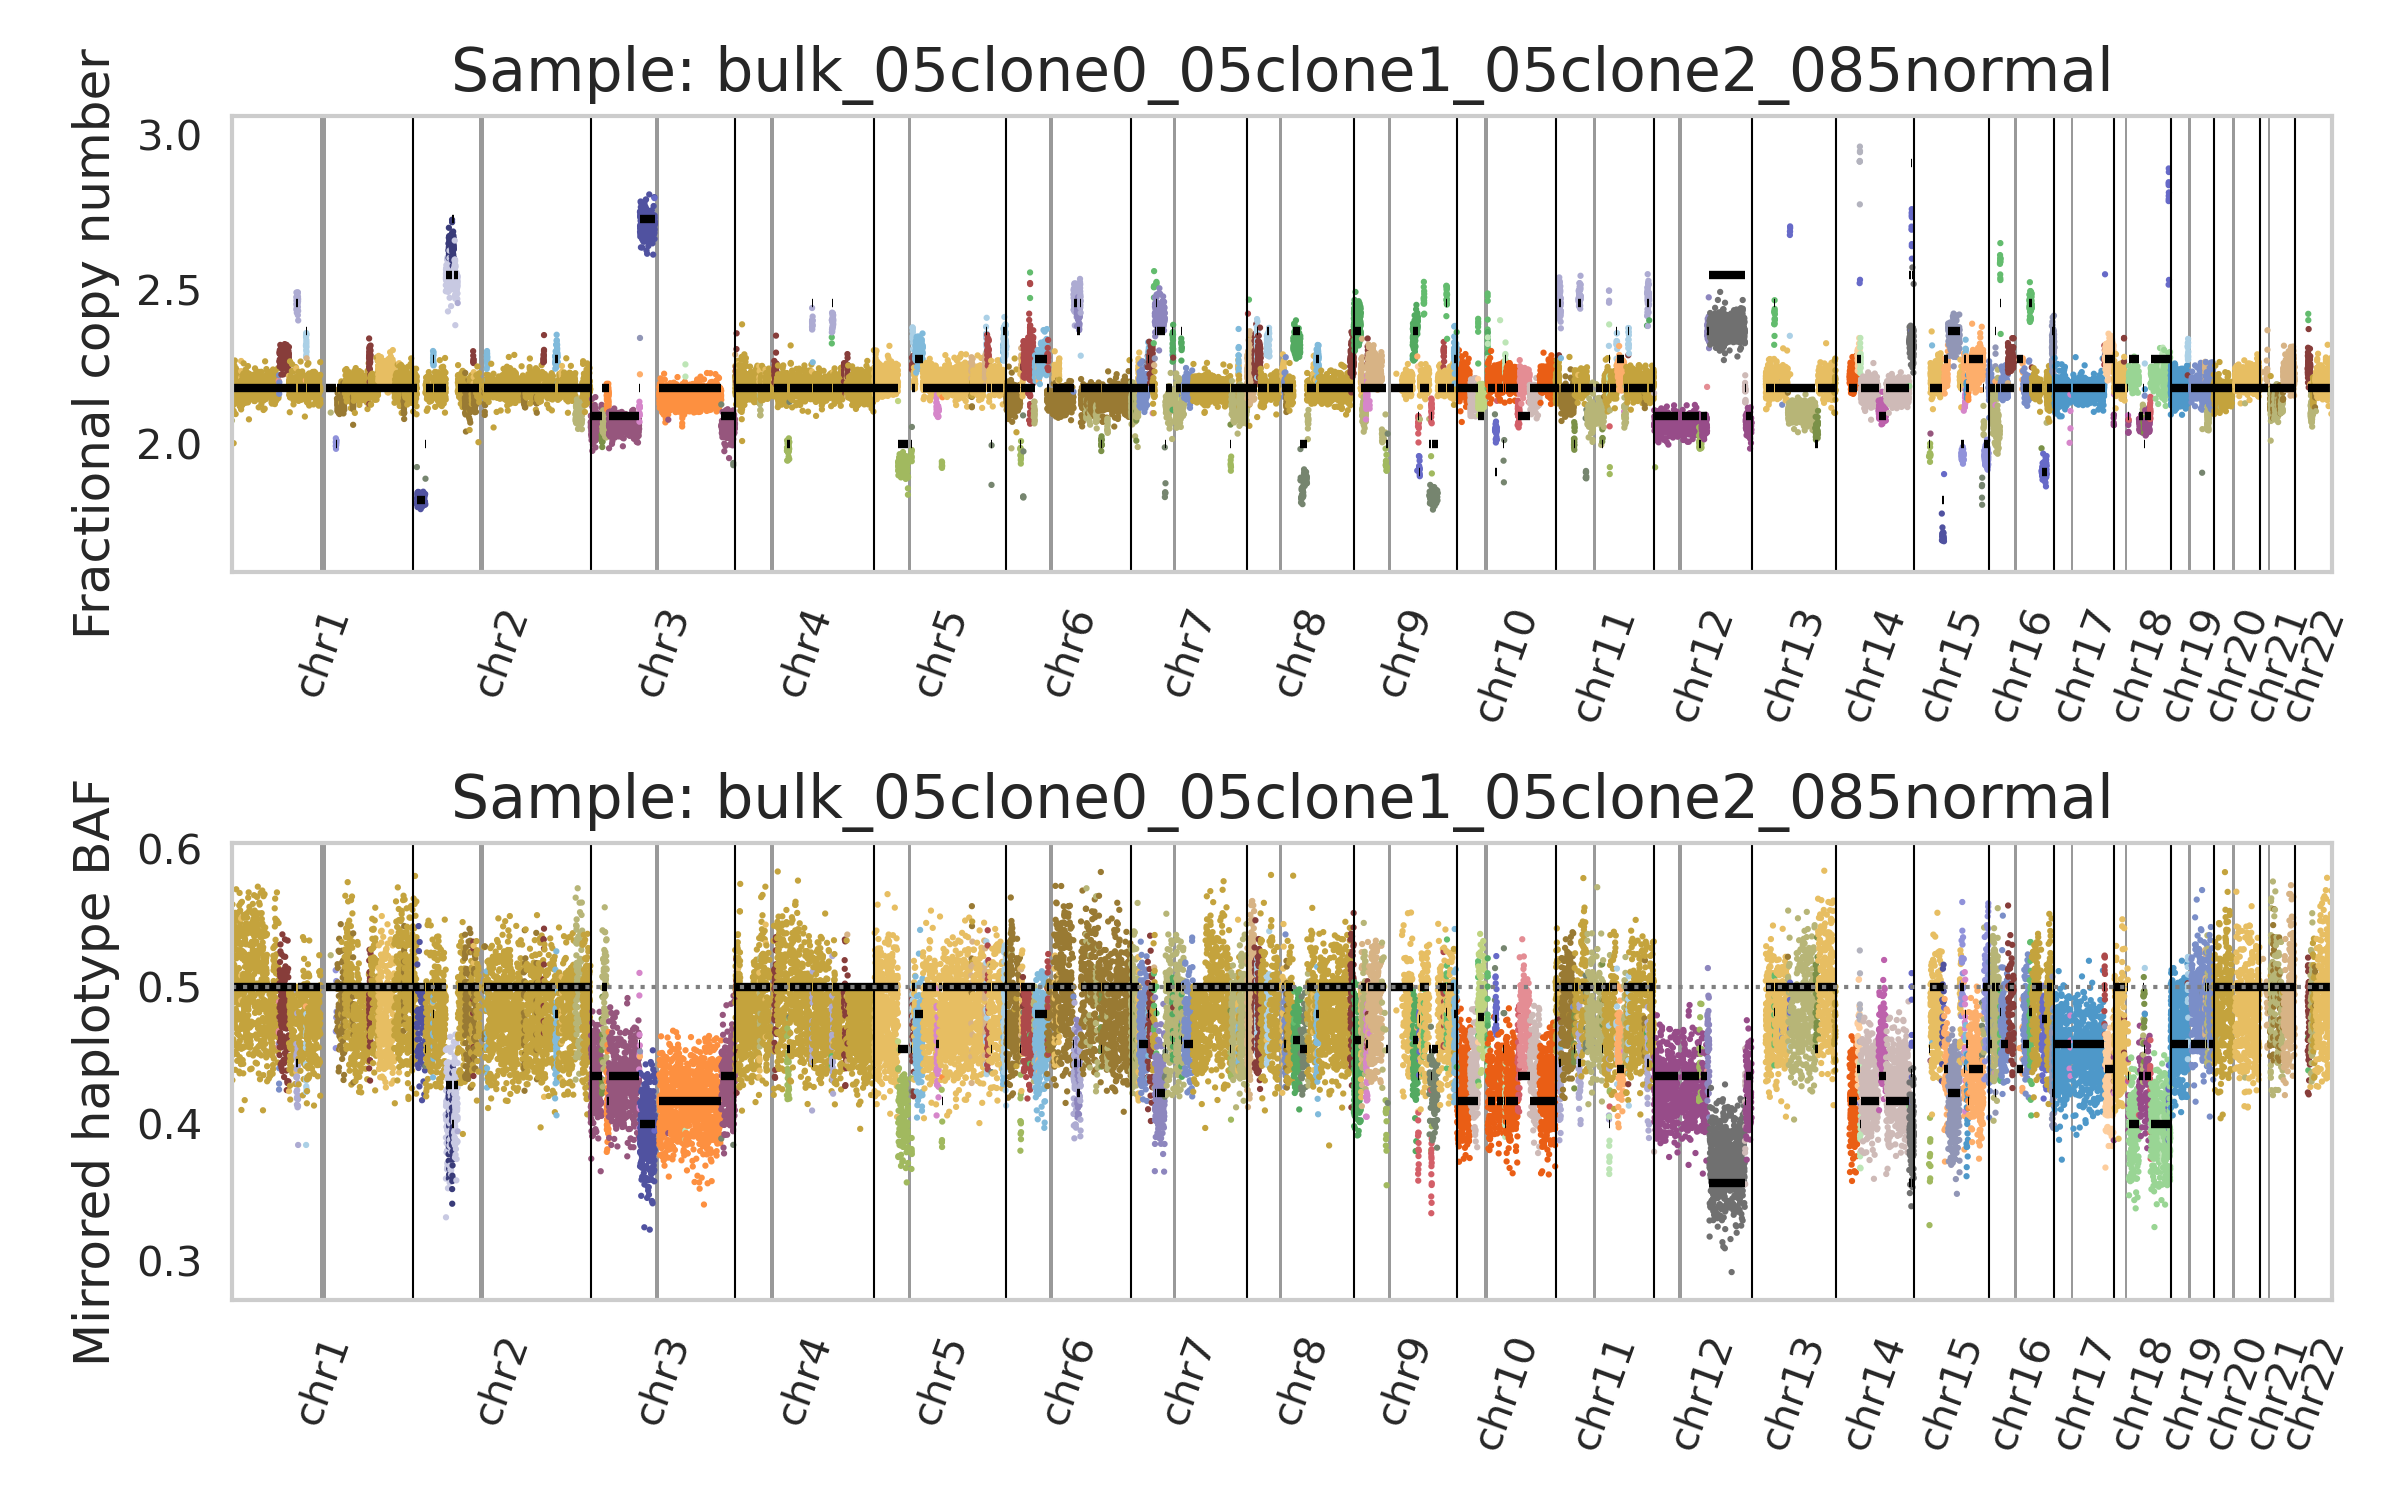 Sample: bulk_05clone0_05clone1_05clone2_085normal
Fractional copy number
3.0
2.5
2.0
chr1
chr2
chr3
chr4
chr5
chr6
chr7
chr8
chr9
chr10
chr11
chr12
chr13
chr14
chr15
chr16
chr17
chr18
chr19
chr20
chr21
chr22
Sample: bulk_05clone0_05clone1_05clone2_085normal
Mirrored haplotype BAF
0.6
0.5
0.4
0.3
chr1
chr2
chr3
chr4
chr5
chr6
chr7
chr8
chr9
chr10
chr11
chr12
chr13
chr14
chr15
chr16
chr17
chr18
chr19
chr20
chr21
chr22